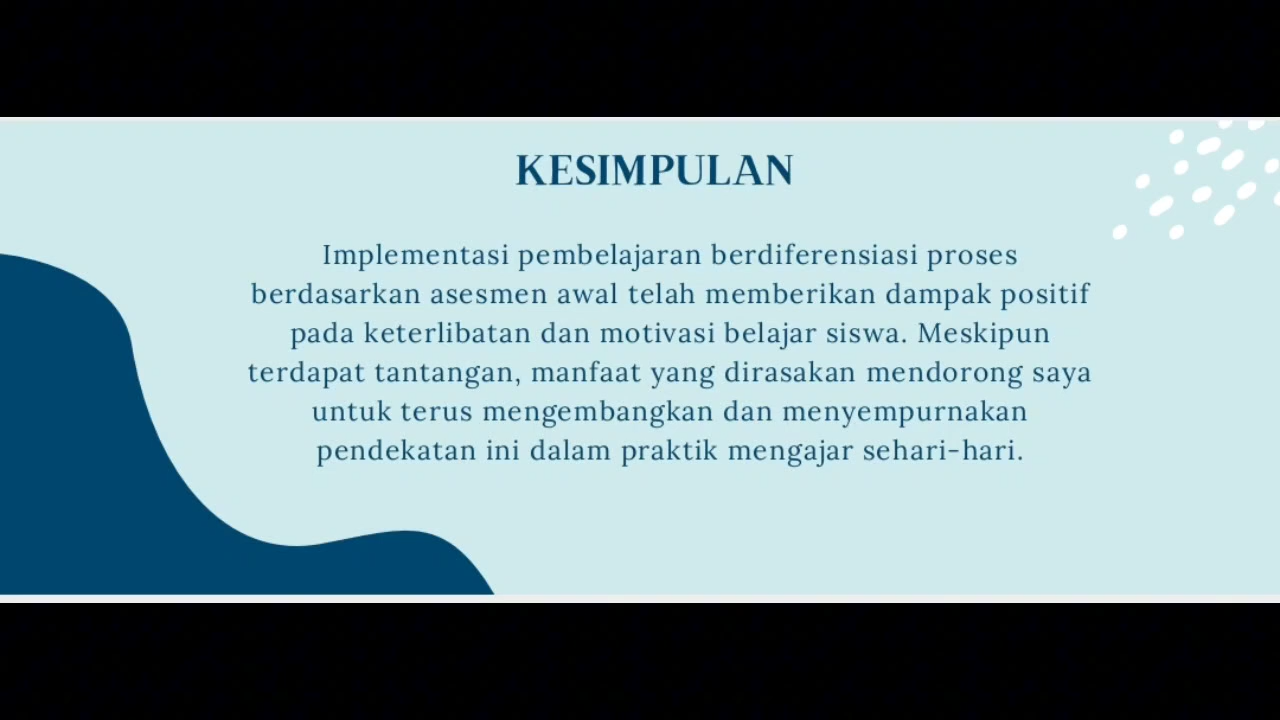 KESIMPULAN
Implementasi pembelajaran berdiferensiasi proses
berdasarkan asesmen awal telah memberikan dampak positif
pada keterlibatan dan motivasi belajar siswa. Meskipun
terdapat tantangan, manfaat yang dirasakan mendorong saya
untuk terus mengembangkan dan menyempurnakan
pendekatan ini dalam praktik mengajar sehari-hari.